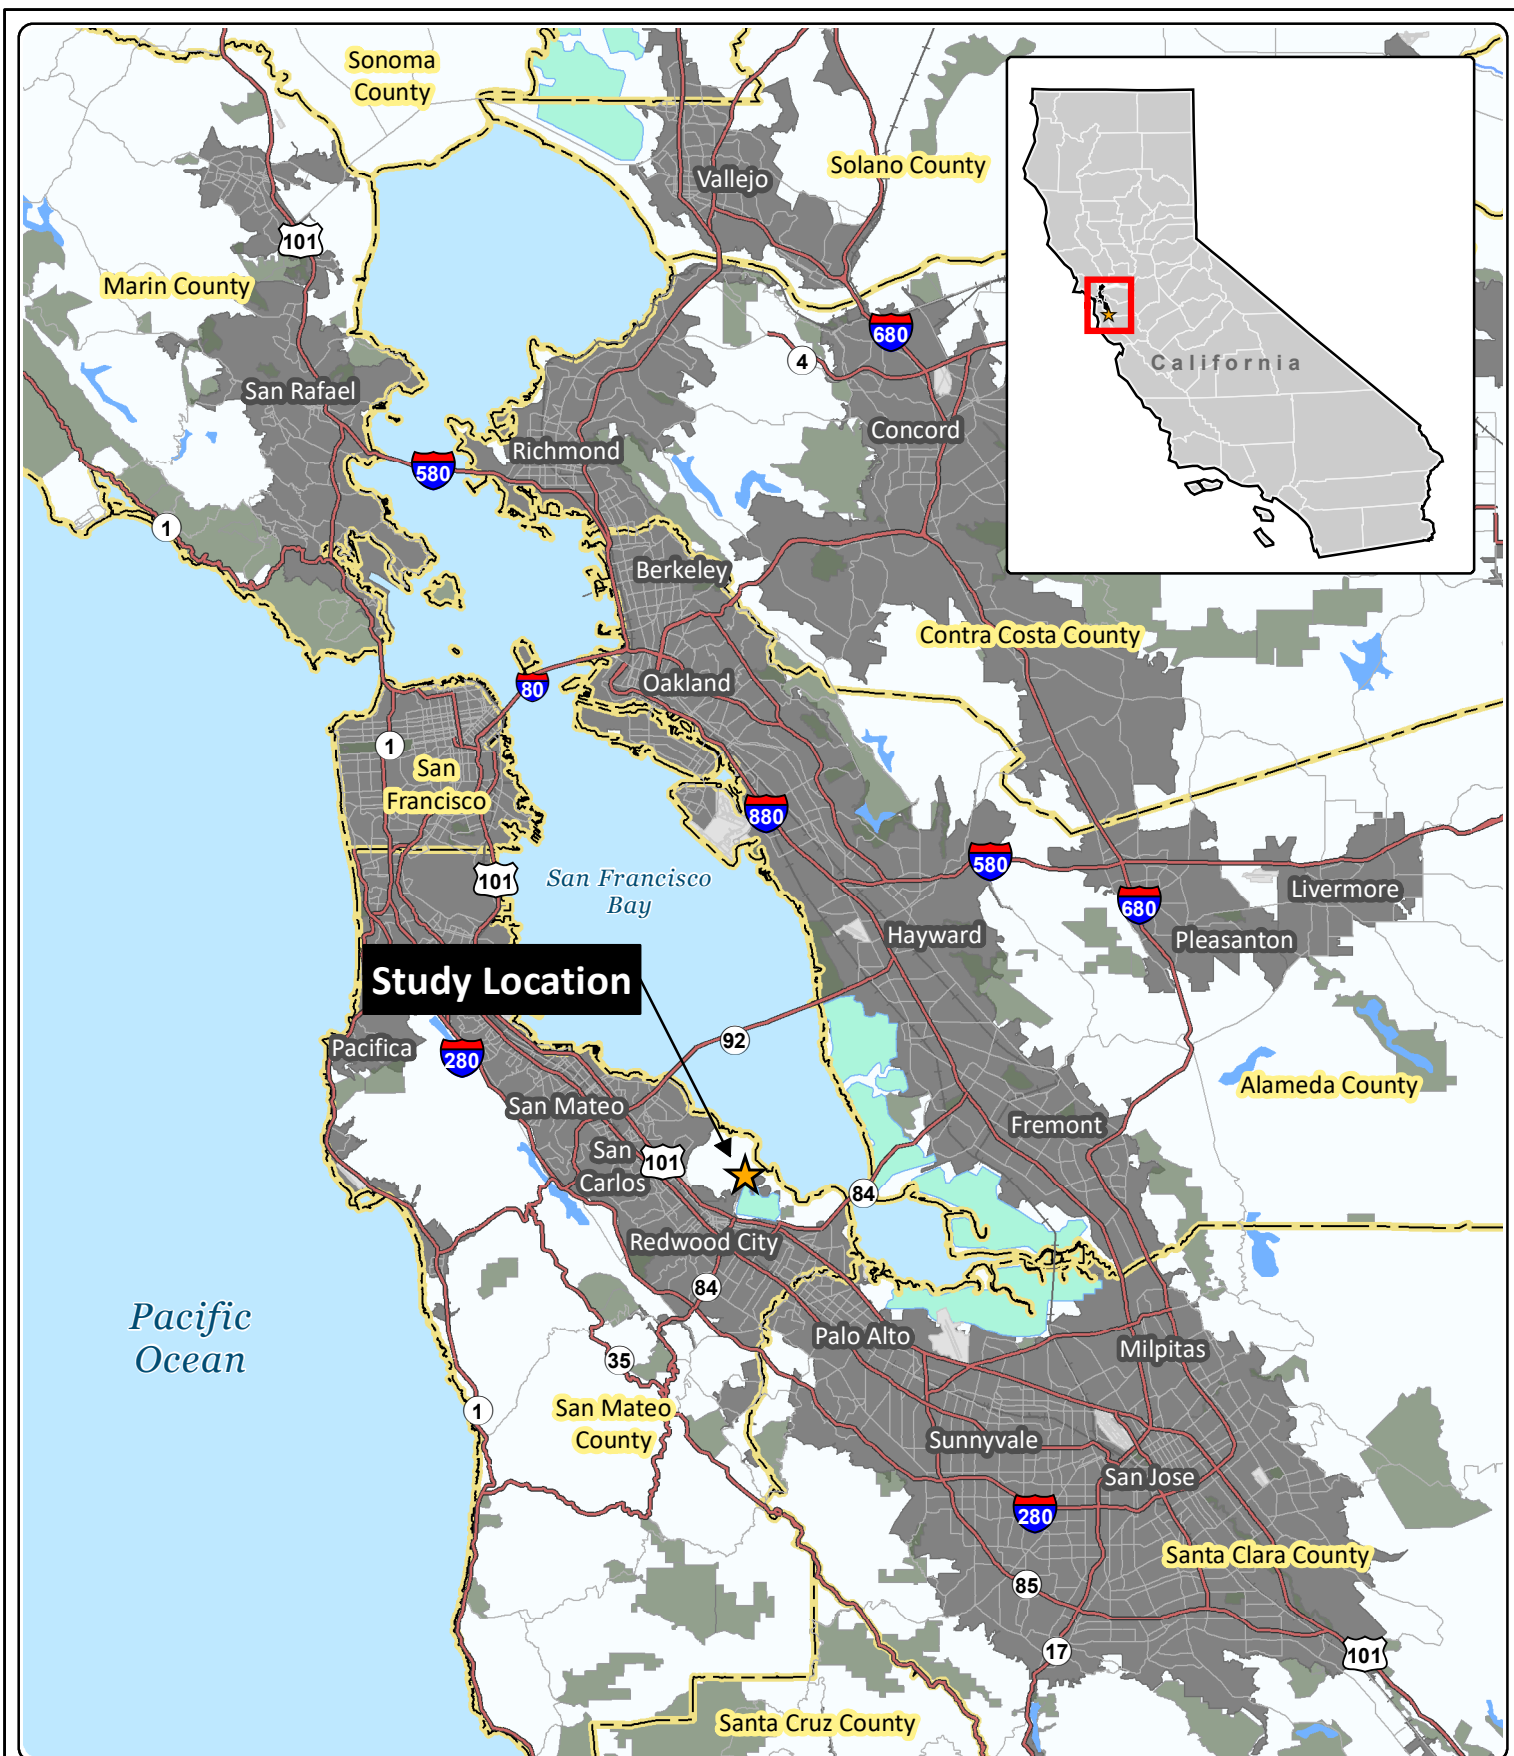 Sonoma
County
Vallejo
Solano County
101
Marin County
680
4
California
San Rafael
Concord
Richmond
580
1
Berkeley
Contra Costa County
Oakland
80
1
San
Francisco
880
580
101
San Francisco
Bay
Livermore
680
Hayward
Pleasanton
Study Location
92
Pacifica
280
Alameda County
San Mateo
Fremont
San
Carlos
101
84
Redwood City
84
Pacific
Ocean
Palo Alto
Milpitas
35
1
San Mateo
County
Sunnyvale
San Jose
280
Santa Clara County
85
17
101
Santa Cruz County